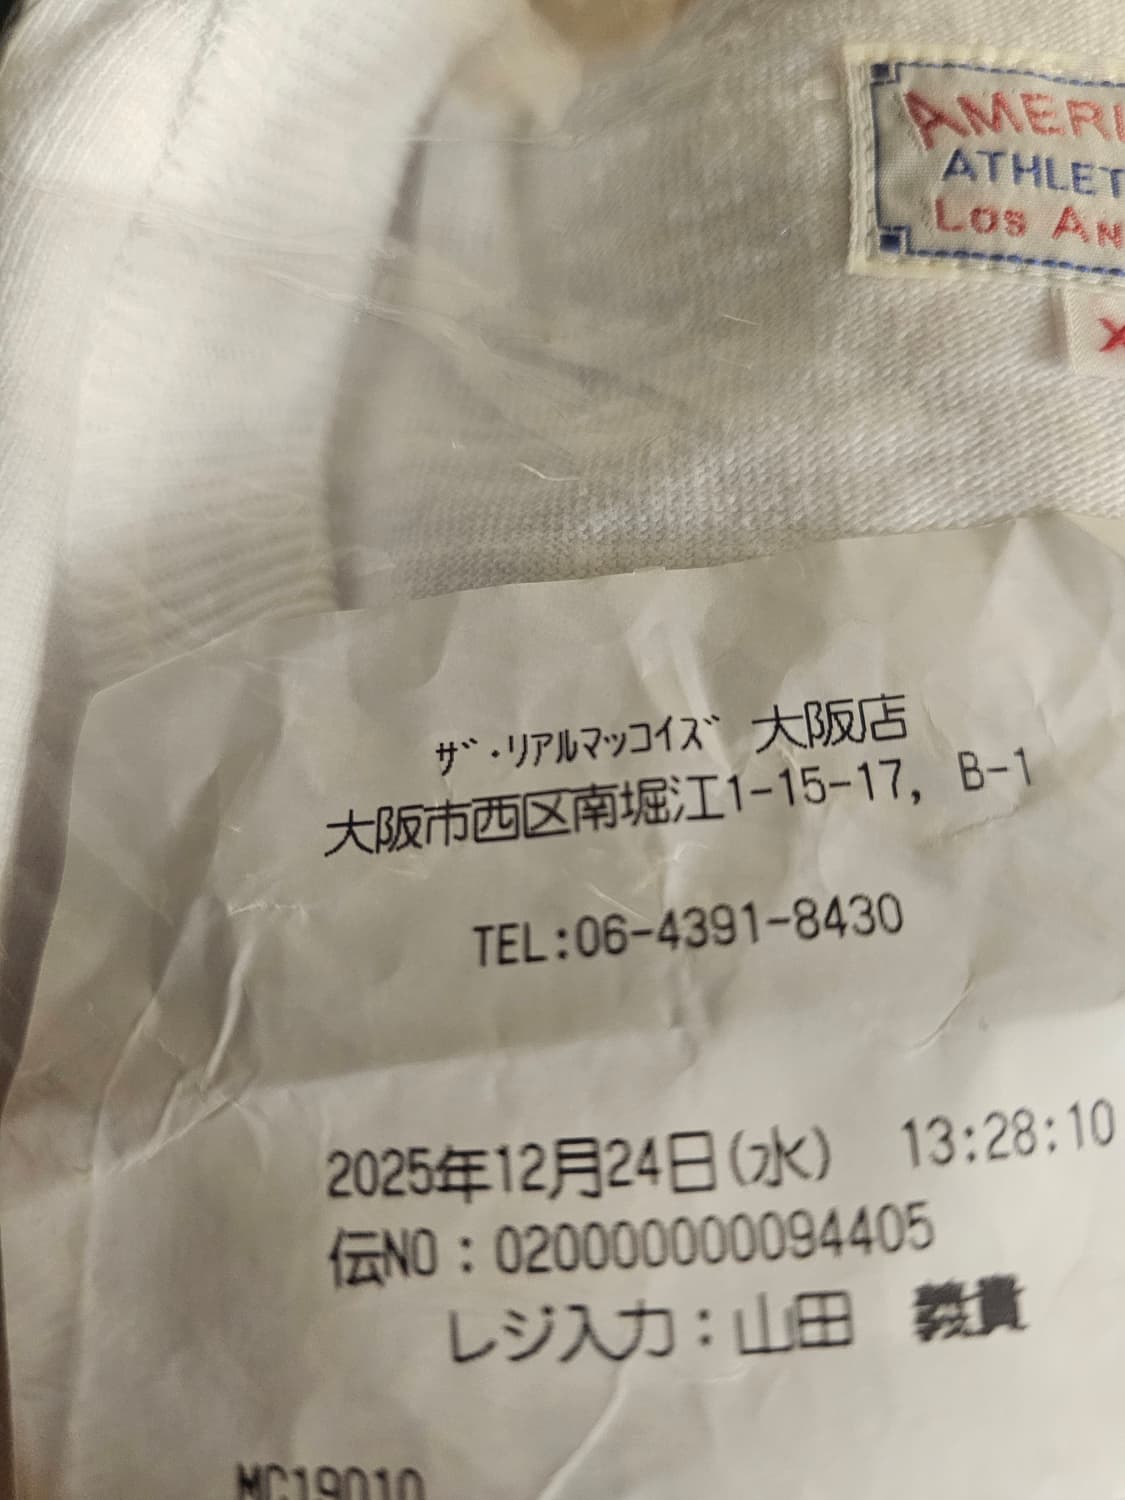 AMERI
ATHLET
LOS AN
X
ｻﾞ･ﾘｱﾙﾏｯｺｲｽﾞ 大阪店
大阪市西区南堀江1-15-17, B-1
TEL:06-4391-8430
2025年12月24日(水) 13:28:10
伝NO:020000000094405
レジ入力:山田 義貴
MC19010